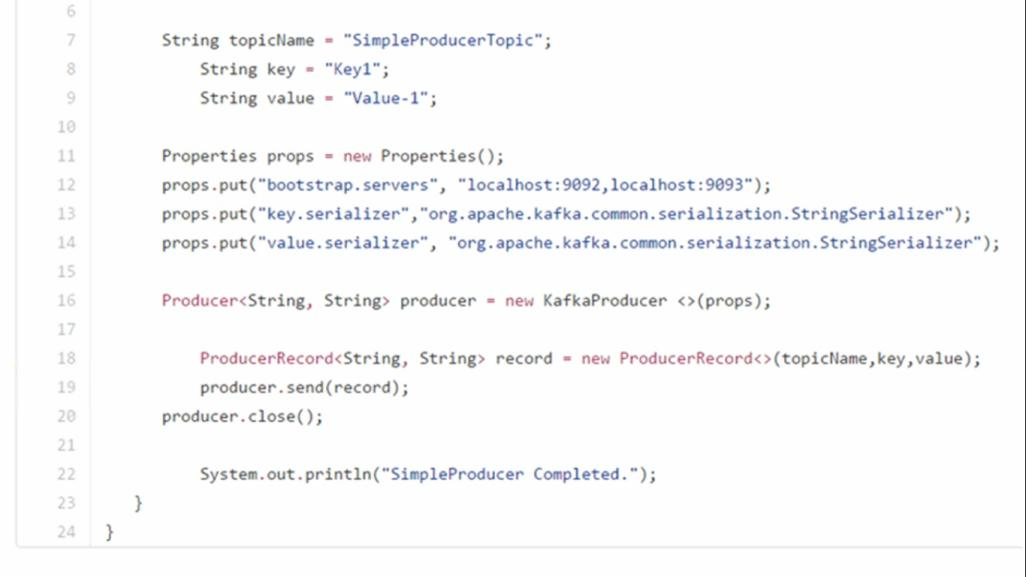 6
7 String topicName = "SimpleProducerTopic";
8 String key = "Key1";
9 String value = "Value-1";
10
11 Properties props = new Properties();
12 props.put("bootstrap.servers", "localhost:9092,localhost:9093");
13 props.put("key.serializer","org.apache.kafka.common.serialization.StringSerializer");
14 props.put("value.serializer", "org.apache.kafka.common.serialization.StringSerializer");
15
16 Producer<String, String> producer = new KafkaProducer <>(props);
17
18 ProducerRecord<String, String> record = new ProducerRecord<>(topicName,key,value);
19 producer.send(record);
20 producer.close();
21
22 System.out.println("SimpleProducer Completed.");
23 }
24 }